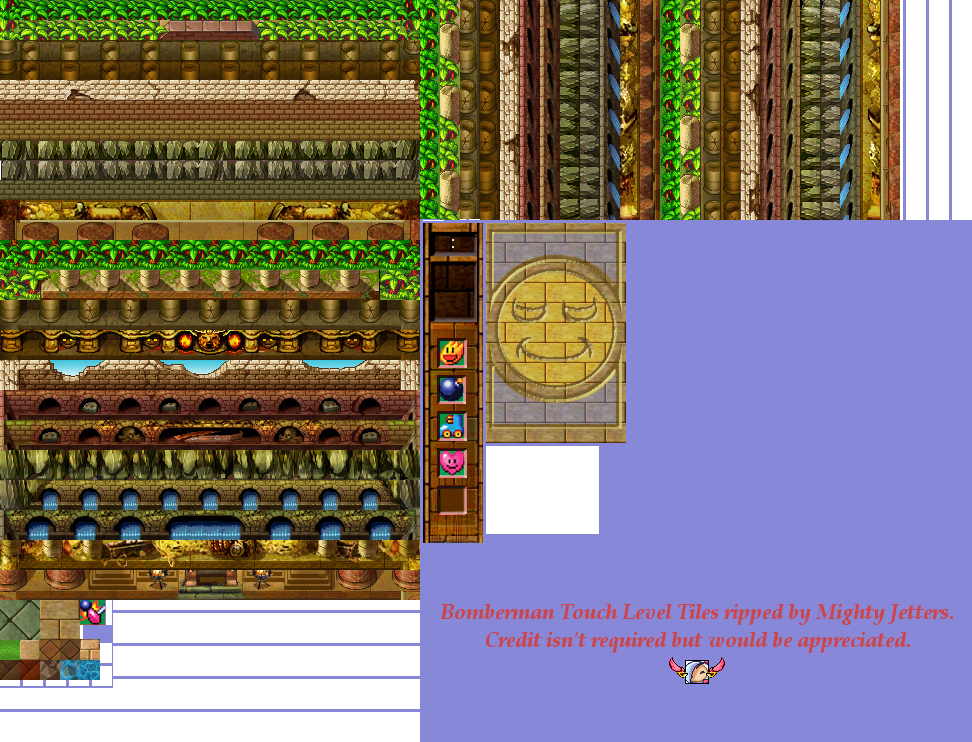 Bomberman Touch Level Tiles ripped by Mighty Jetters.
Credit isn't required but would be appreciated.